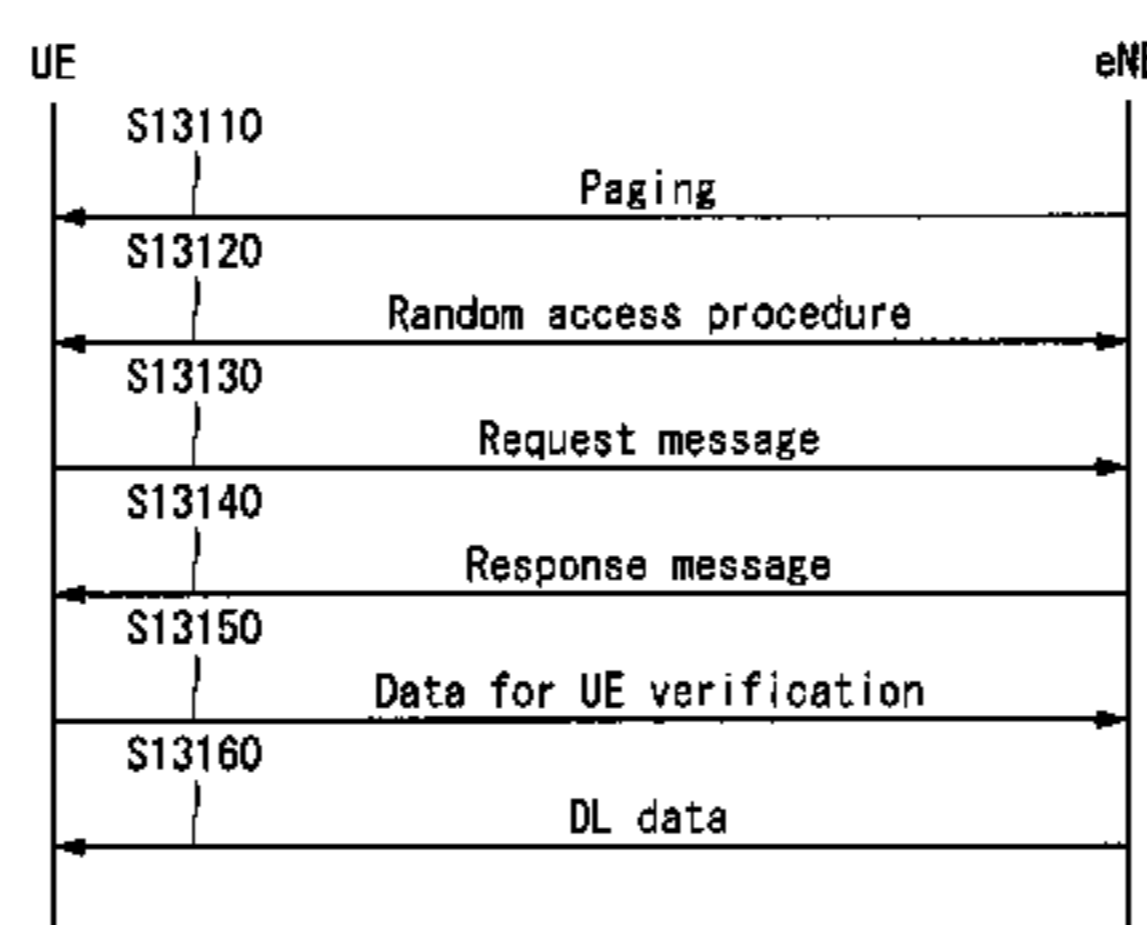 UE
S13110
Paging
S13120
Random access procedure
S13130
Request message
S13140
Response message
S13150
Data for UE verification
S13160
DL data